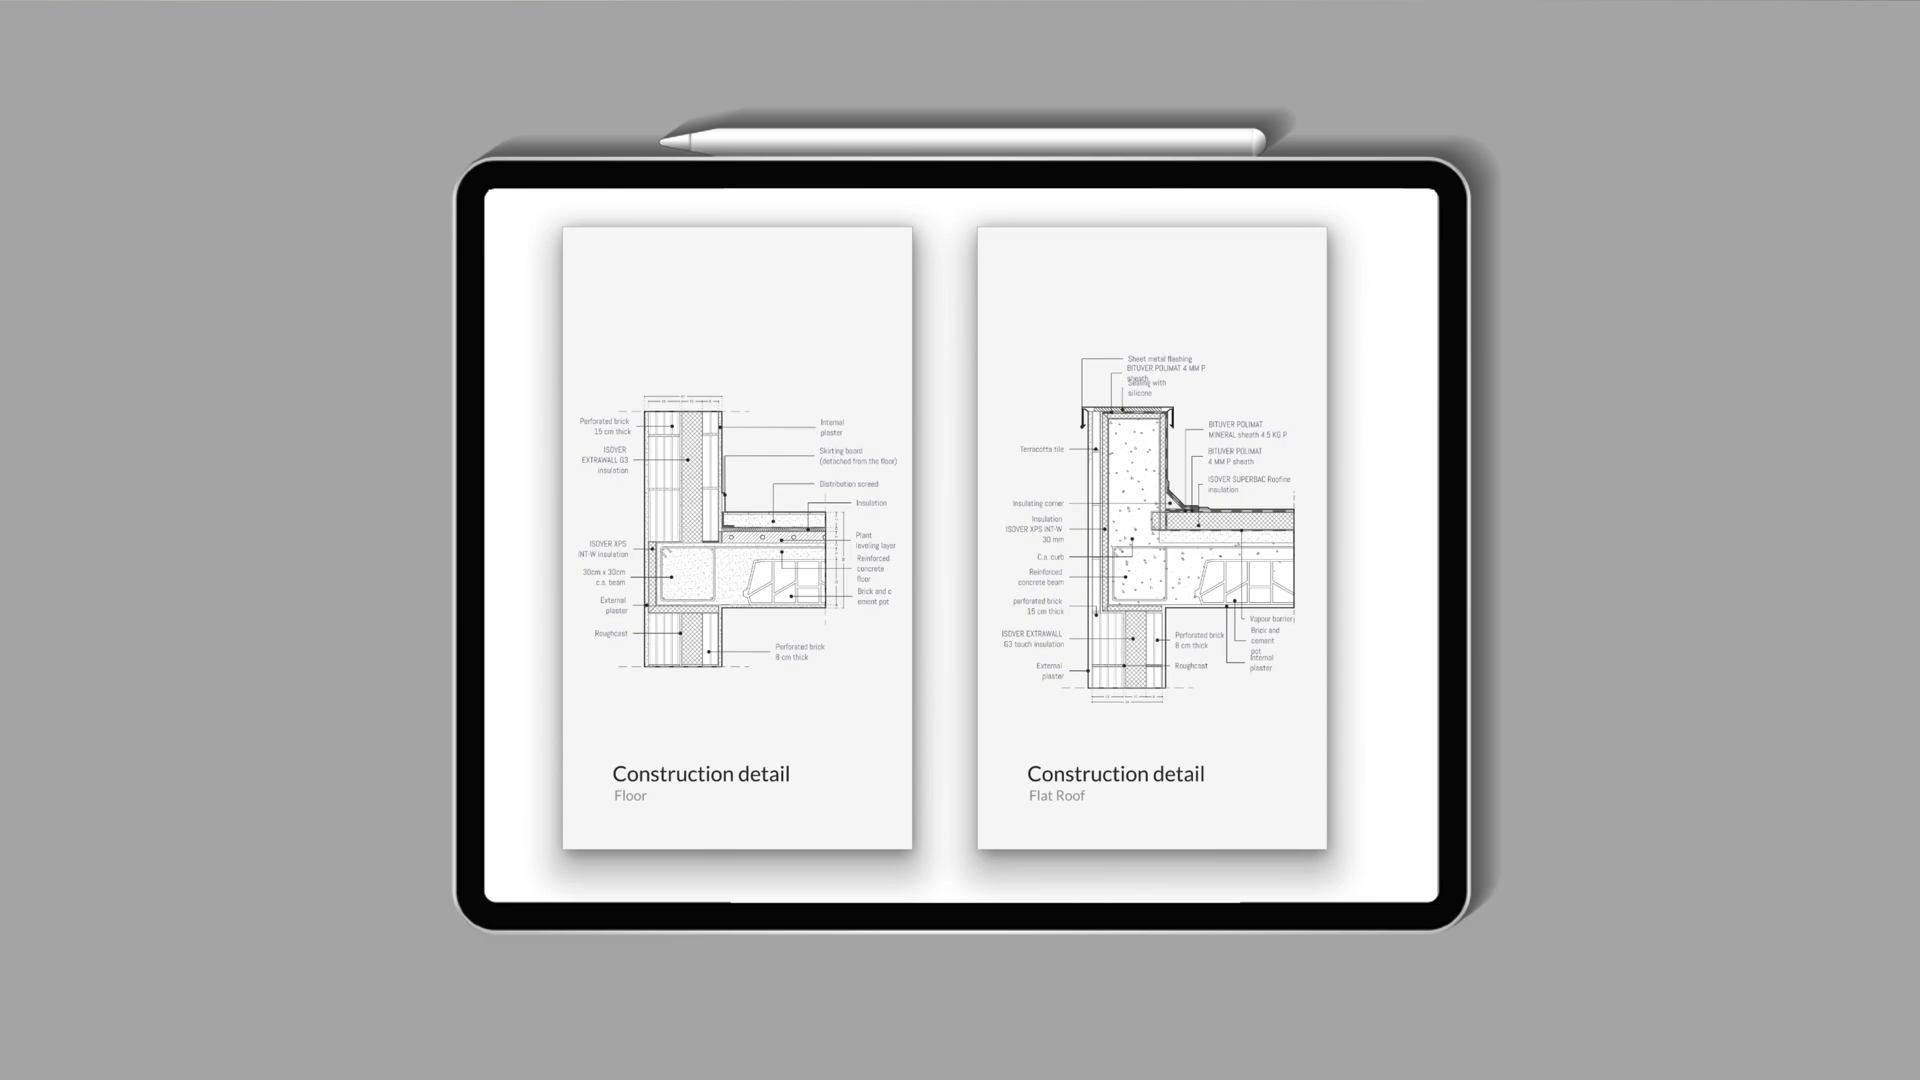 Perforated brick
15 cm thick
ISOVER
EXTRAWALL G3
insulation
ISOVER XPS
INT-W insulation
30cm x 30cm
c.a. beam
External
plaster
Roughcast
Internal
plaster
Skirting board
(detached from the floor)
Distribution screed
Insulation
Plant
leveling layer
Reinforced
concrete
floor
Brick and c
ement pot
Perforated brick
8 cm thick
Construction detail
Floor
Sheet metal flashing
BITUVER POLIMAT 4 MM P
sheath
Sealing with
silicone
Terracotta tile
Insulating corner
Insulation
ISOVER XPS INT-W
30 mm
C.a. curb
Reinforced
concrete beam
perforated brick
15 cm thick
ISOVER EXTRAWALL
G3 touch insulation
External
plaster
BITUVER POLIMAT
MINERAL sheath 4.5 KG P
BITUVER POLIMAT
4 MM P sheath
ISOVER SUPERBAC Roofine
insulation
Vapour barrier
Brick and
cement
pot
Internal
plaster
Perforated brick
8 cm thick
Roughcast
Construction detail
Flat Roof